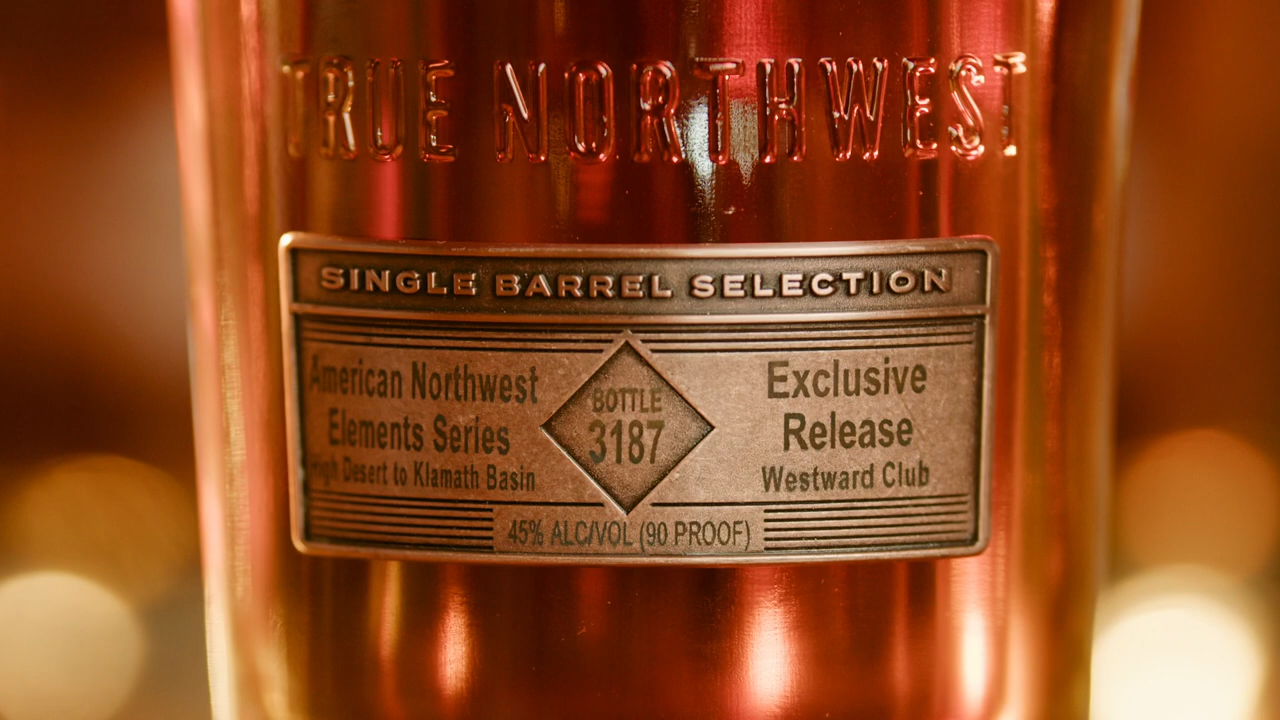 TRUE NORTHWEST
SINGLE BARREL SELECTION
American Northwest
Elements Series
High Desert to Klamath Basin
BOTTLE
3187
Exclusive
Release
Westward Club
45% ALC/VOL (90 PROOF)